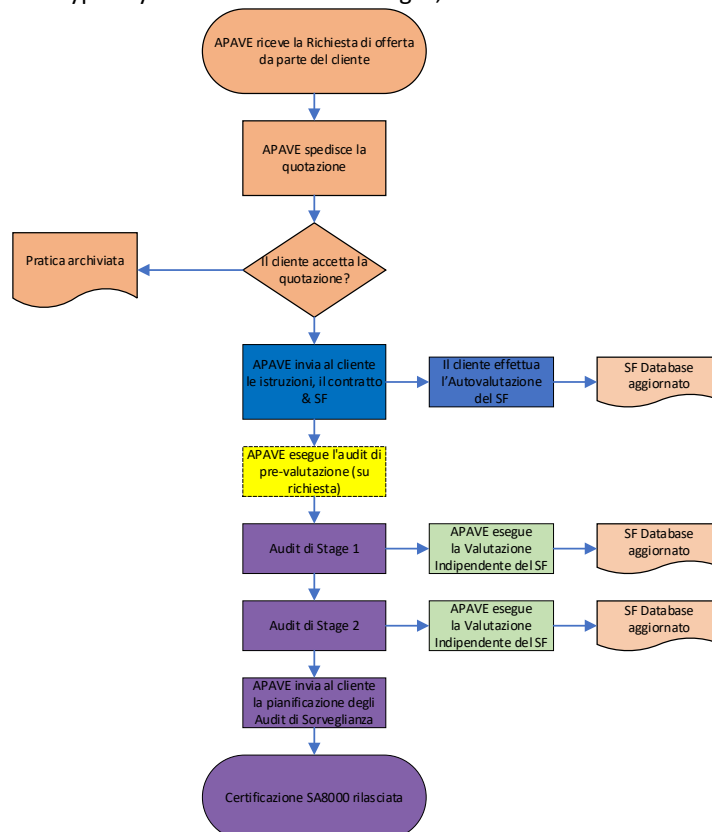 APAVE riceve la Richiesta di offerta
da parte del cliente
APAVE spedisce la
quotazione
Pratica archiviata
Il cliente accetta la
quotazione?
APAVE invia al cliente
le istruzioni, il contratto
& SF
Il cliente effettua
l'Autovalutazione
del SF
SF Database
aggiornato
APAVE esegue l'audit di
pre-valutazione (su
richiesta)
Audit di Stage 1
APAVE esegue
la Valutazione
Indipendente del SF
SF Database
aggiornato
Audit di Stage 2
APAVE esegue
la Valutazione
Indipendente del SF
SF Database
aggiornato
APAVE invia al cliente
la pianificazione degli
Audit di Sorveglianza
Certificazione SA8000 rilasciata